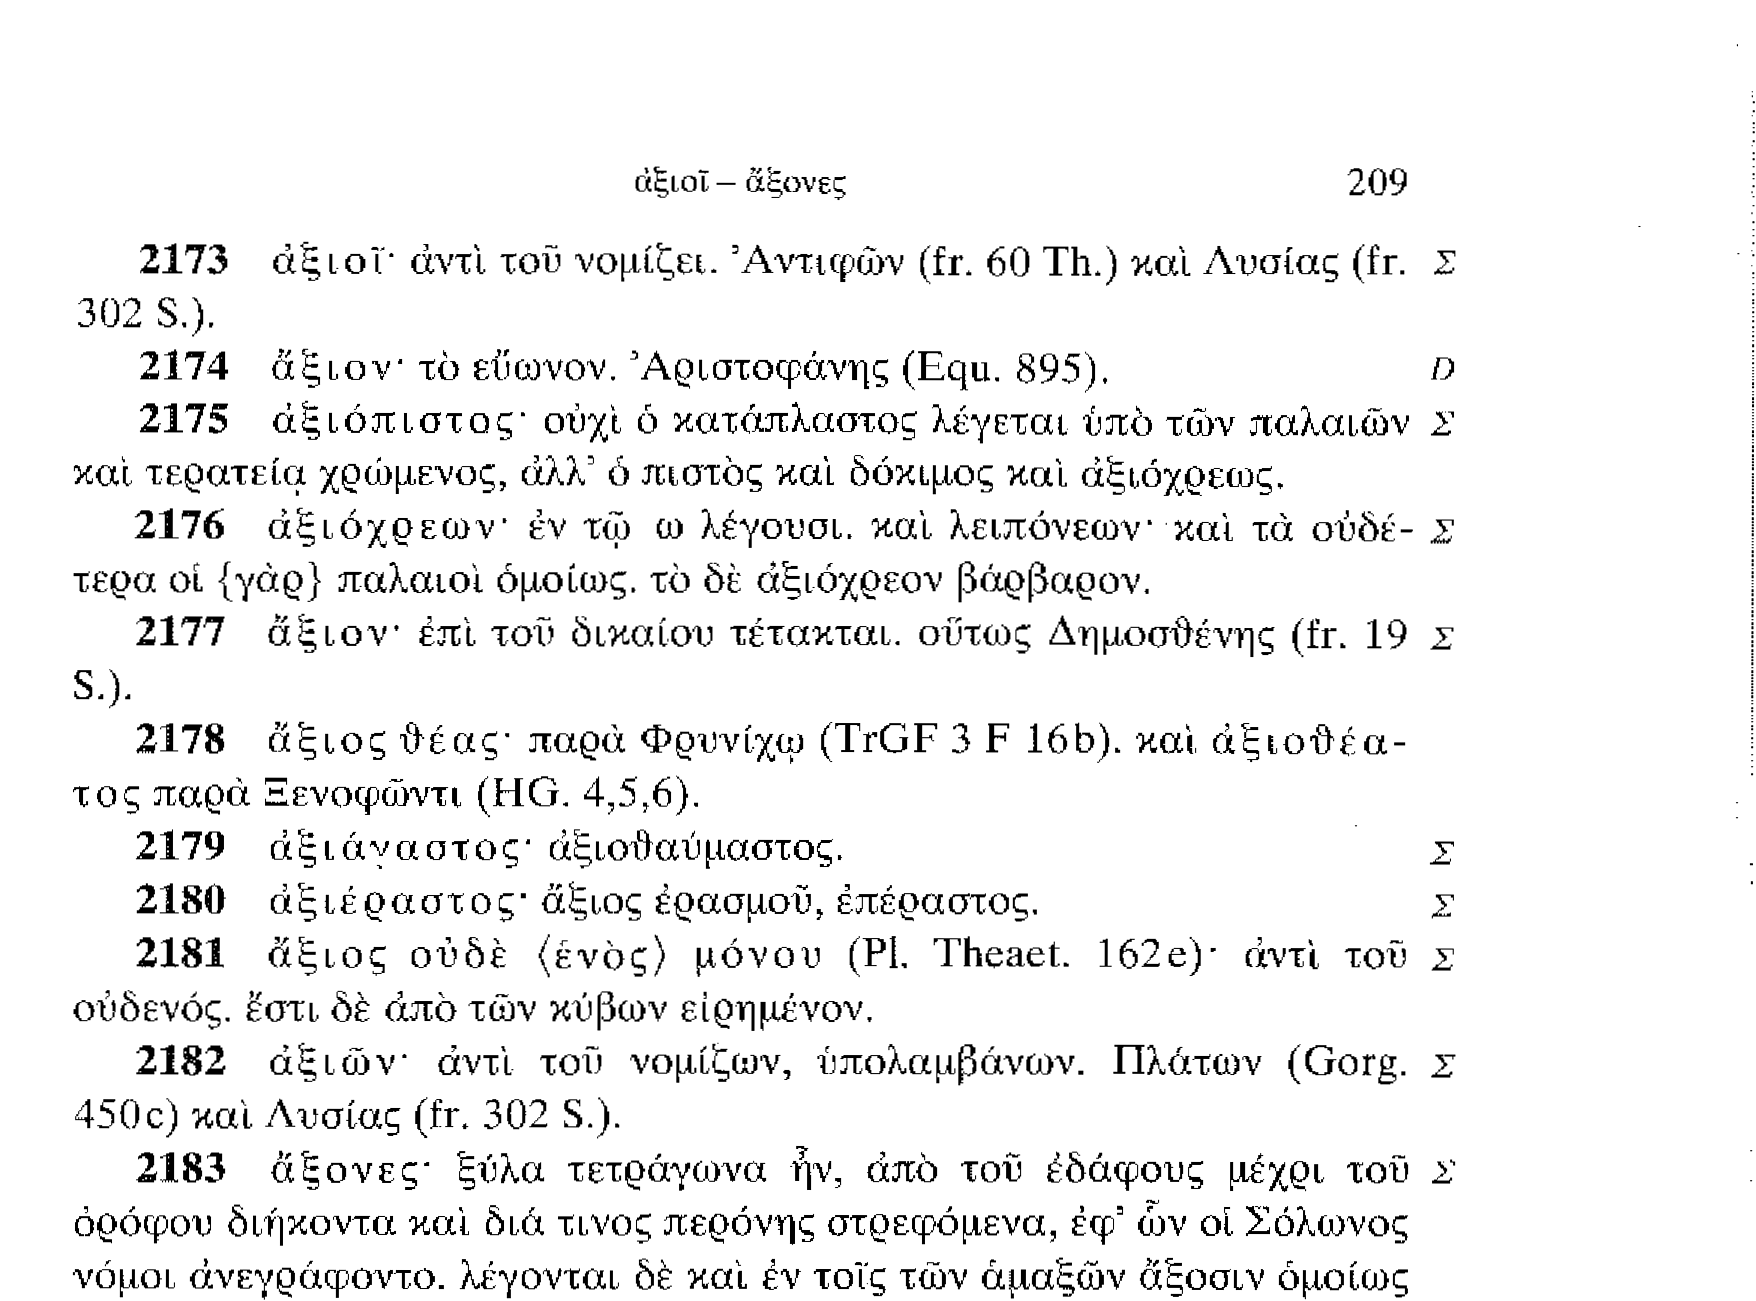 ἀξιοῖ – ἄξονες 209
2173 ἀξιοῖ· ἀντὶ τοῦ νομίζει. Ἀντιφῶν (fr. 60 Th.) καὶ Λυσίας (fr. Σ
302 S.).
2174 ἄξιον· τὸ εὔωνον. Ἀριστοφάνης (Equ. 895). D
2175 ἀξιόπιστος· οὐχὶ ὁ κατάπλαστος λέγεται ὑπὸ τῶν παλαιῶν Σ
καὶ τερατείᾳ χρώμενος, ἀλλ’ ὁ πιστὸς καὶ δόκιμος καὶ ἀξιόχρεως.
2176 ἀξιόχρεων· ἐν τῷ ω λέγουσι. καὶ λειπόνεων· καὶ τὰ οὐδέ- Σ
τερα οἱ {γὰρ} παλαιοὶ ὁμοίως. τὸ δὲ ἀξιόχρεον βάρβαρον.
2177 ἄξιον· ἐπὶ τοῦ δικαίου τέτακται. οὕτως Δημοσθένης (fr. 19 Σ
S.).
2178 ἄξιος θέας· παρὰ Φρυνίχῳ (TrGF 3 F 16b). καὶ ἀξιοθέα-
τος παρὰ Ξενοφῶντι (HG. 4,5,6).
2179 ἀξιάγαστος· ἀξιοθαύμαστος. Σ
2180 ἀξιέραστος· ἄξιος ἐρασμοῦ, ἐπέραστος. Σ
2181 ἄξιος οὐδὲ ⟨ἑνὸς⟩ μόνου (Pl. Theaet. 162e)· ἀντὶ τοῦ Σ
οὐδενός. ἔστι δὲ ἀπὸ τῶν κύβων εἰρημένον.
2182 ἀξιῶν· ἀντὶ τοῦ νομίζων, ὑπολαμβάνων. Πλάτων (Gorg. Σ
450c) καὶ Λυσίας (fr. 302 S.).
2183 ἄξονες· ξύλα τετράγωνα ἦν, ἀπὸ τοῦ ἐδάφους μέχρι τοῦ Σ
ὀρόφου διήκοντα καὶ διά τινος περόνης στρεφόμενα, ἐφ’ ὧν οἱ Σόλωνος
νόμοι ἀνεγράφοντο. λέγονται δὲ καὶ ἐν τοῖς τῶν ἁμαξῶν ἄξοσιν ὁμοίως